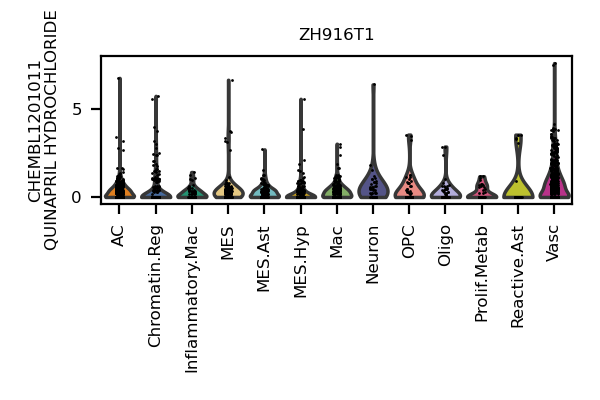 ZH916T1
CHEMBL1201011
QUINAPRIL HYDROCHLORIDE
5
0
AC
Chromatin.Reg
Inflammatory.Mac
MES
MES.Ast
MES.Hyp
Mac
Neuron
OPC
Oligo
Prolif.Metab
Reactive.Ast
Vasc